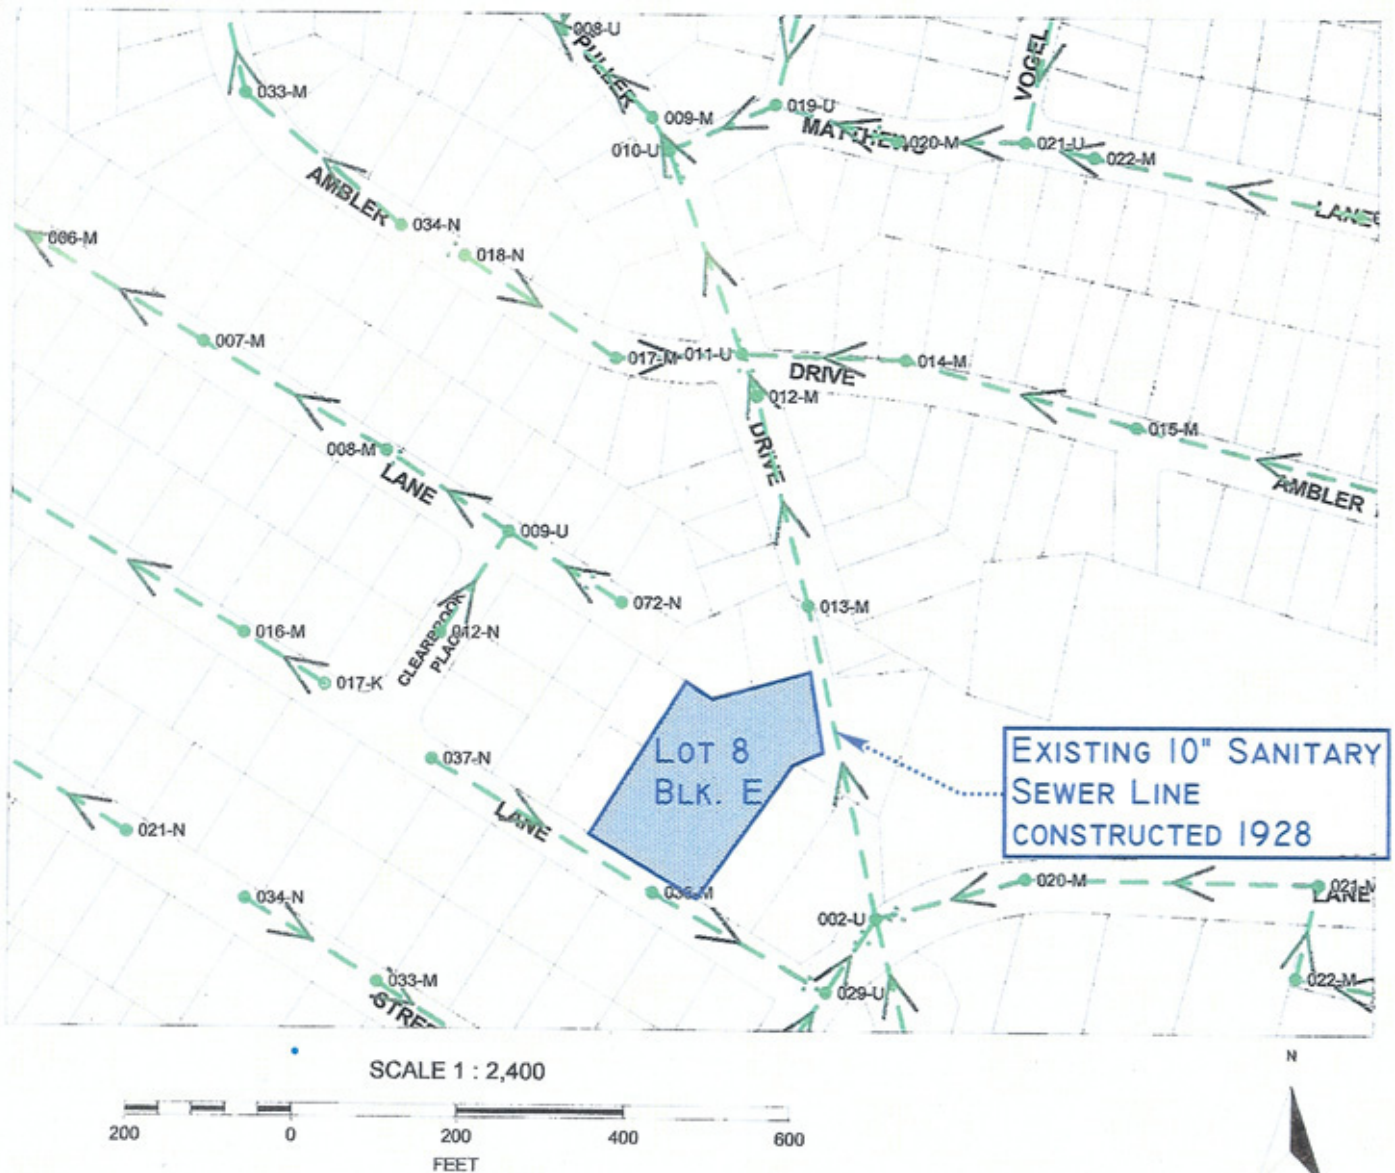 008-U
PULLER
033-M
009-M
019-U
VOGEL
MATTHEWS
020-M
021-U
022-M
010-U
LANE
AMBLER
034-N
006-M
018-N
007-M
017-M
011-U
014-M
DRIVE
012-M
015-M
DRIVE
008-M
LANE
AMBLER
009-U
072-N
013-M
016-M
CLEARBROOK
PLACE
012-N
017-K
037-N
LOT 8
BLK. E
EXISTING 10" SANITARY
SEWER LINE
CONSTRUCTED 1928
LANE
021-N
034-N
036-M
020-M
021-M
LANE
002-U
033-M
029-U
022-M
STREE
SCALE 1 : 2,400
200 0 200 400 600
FEET
N